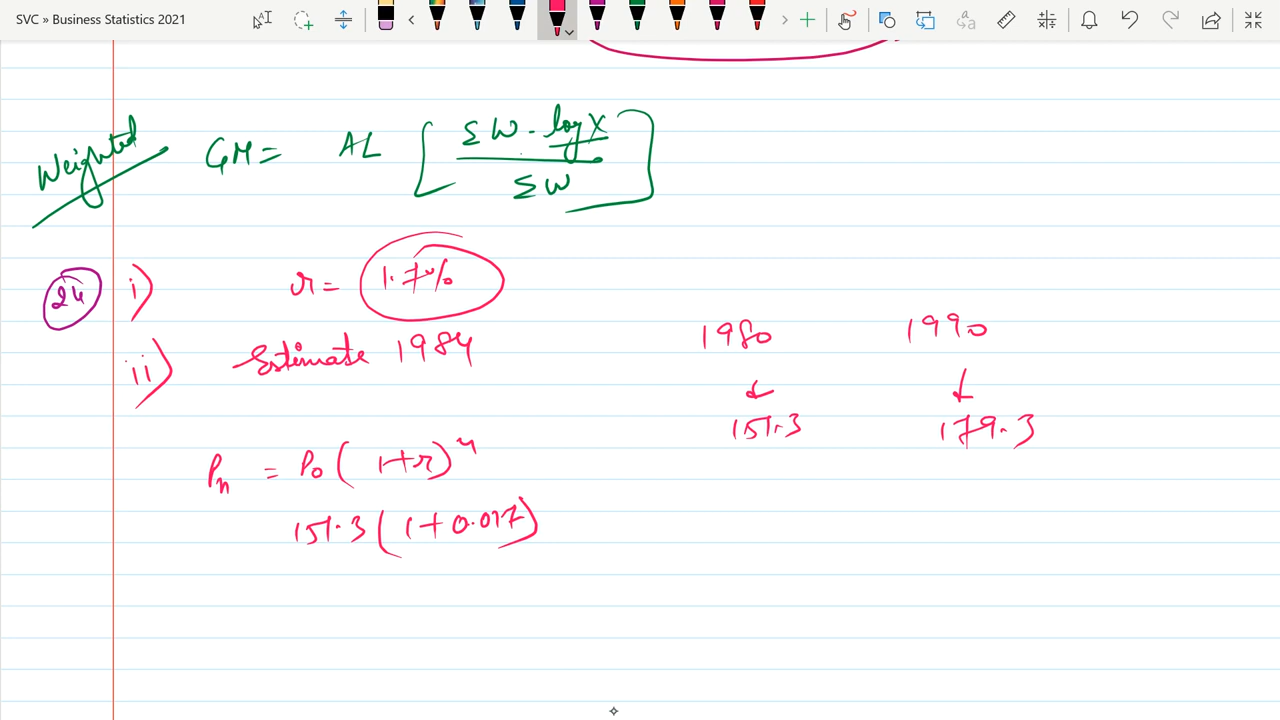 SVC » Business Statistics 2021
Weighted GM = AL [ ΣW · log X / ΣW ]
24 i) r = 1.7%
ii) Estimate 1984
1980 1990
↓ ↓
151.3 179.3
Pn = P0 ( 1+r )^4
151.3 ( 1 + 0.017 )